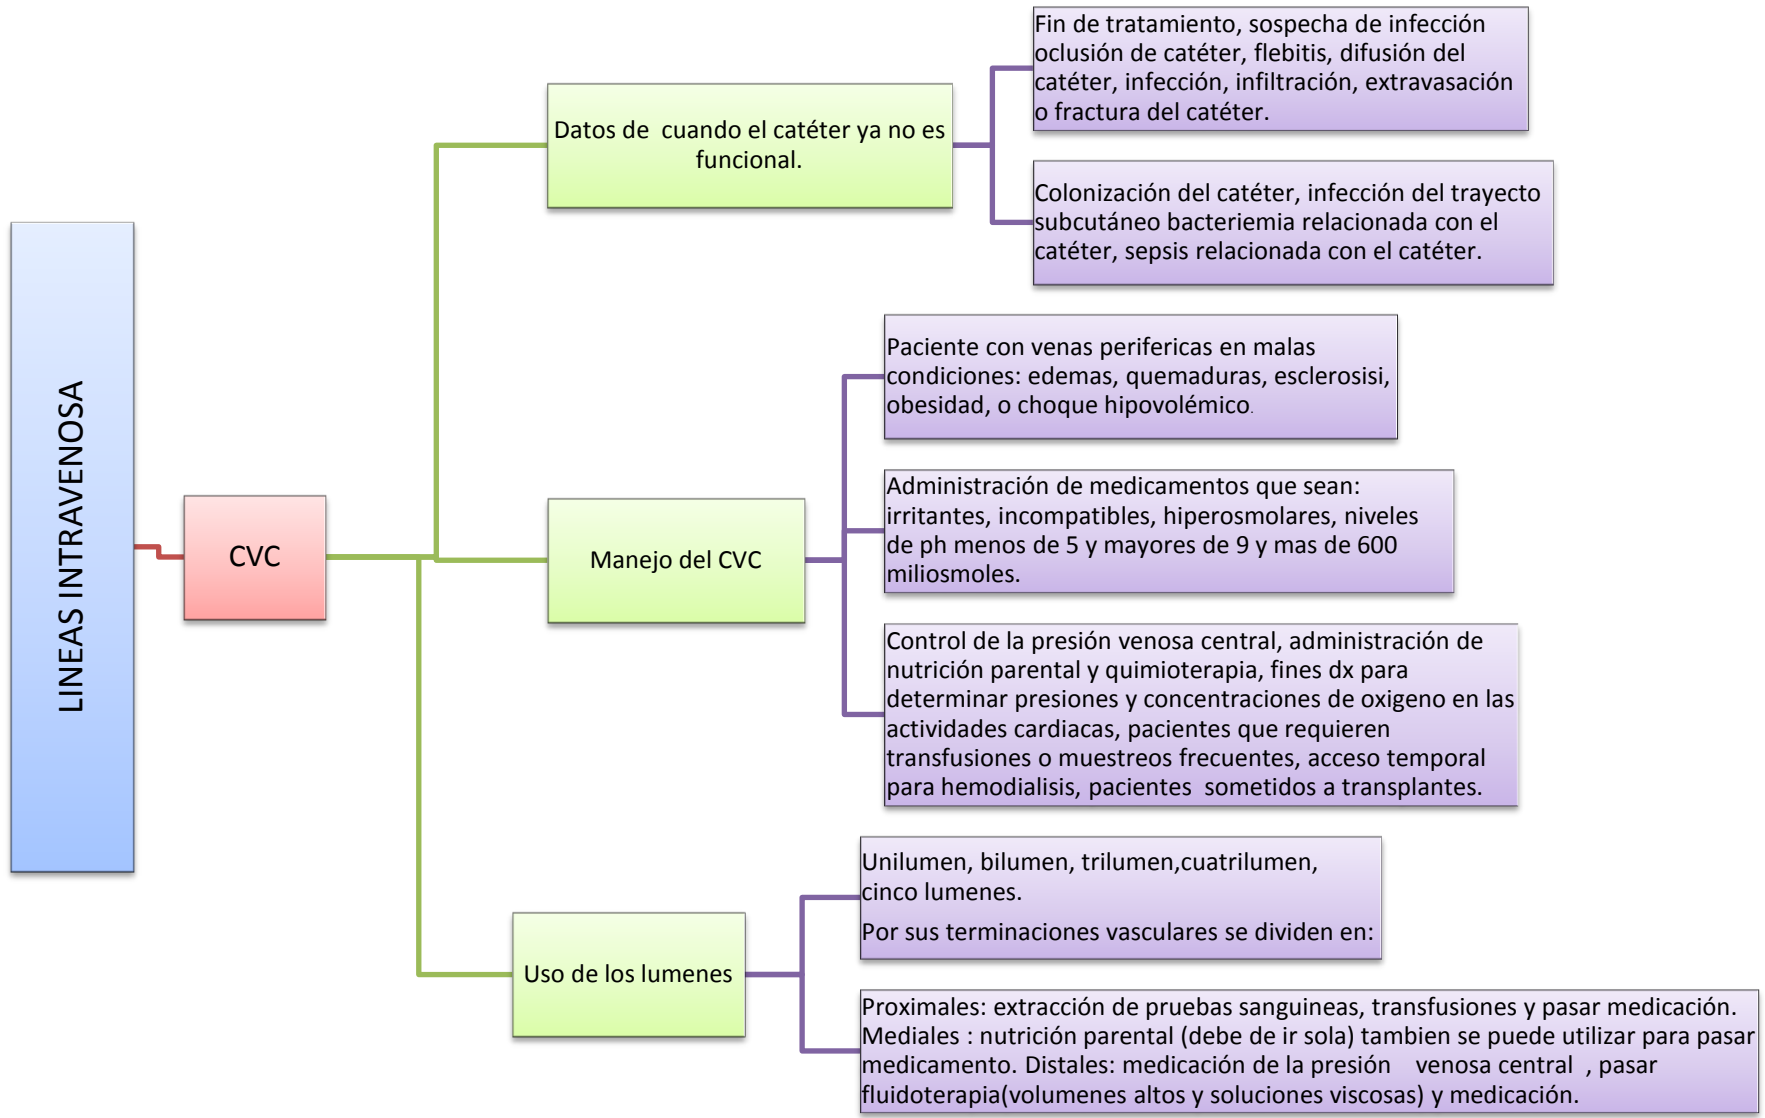 LINEAS INTRAVENOSA
CVC
Datos de cuando el catéter ya no es
funcional.
Fin de tratamiento, sospecha de infección
oclusión de catéter, flebitis, difusión del
catéter, infección, infiltración, extravasación
o fractura del catéter.
Colonización del catéter, infección del trayecto
subcutáneo bacteriemia relacionada con el
catéter, sepsis relacionada con el catéter.
Manejo del CVC
Paciente con venas perifericas en malas
condiciones: edemas, quemaduras, esclerosisi,
obesidad, o choque hipovolémico.
Administración de medicamentos que sean:
irritantes, incompatibles, hiperosmolares, niveles
de ph menos de 5 y mayores de 9 y mas de 600
miliosmoles.
Control de la presión venosa central, administración de
nutrición parental y quimioterapia, fines dx para
determinar presiones y concentraciones de oxigeno en las
actividades cardiacas, pacientes que requieren
transfusiones o muestreos frecuentes, acceso temporal
para hemodialisis, pacientes sometidos a transplantes.
Uso de los lumenes
Unilumen, bilumen, trilumen,cuatrilumen,
cinco lumenes.
Por sus terminaciones vasculares se dividen en:
Proximales: extracción de pruebas sanguineas, transfusiones y pasar medicación.
Mediales : nutrición parental (debe de ir sola) tambien se puede utilizar para pasar
medicamento. Distales: medicación de la presión venosa central , pasar
fluidoterapia(volumenes altos y soluciones viscosas) y medicación.